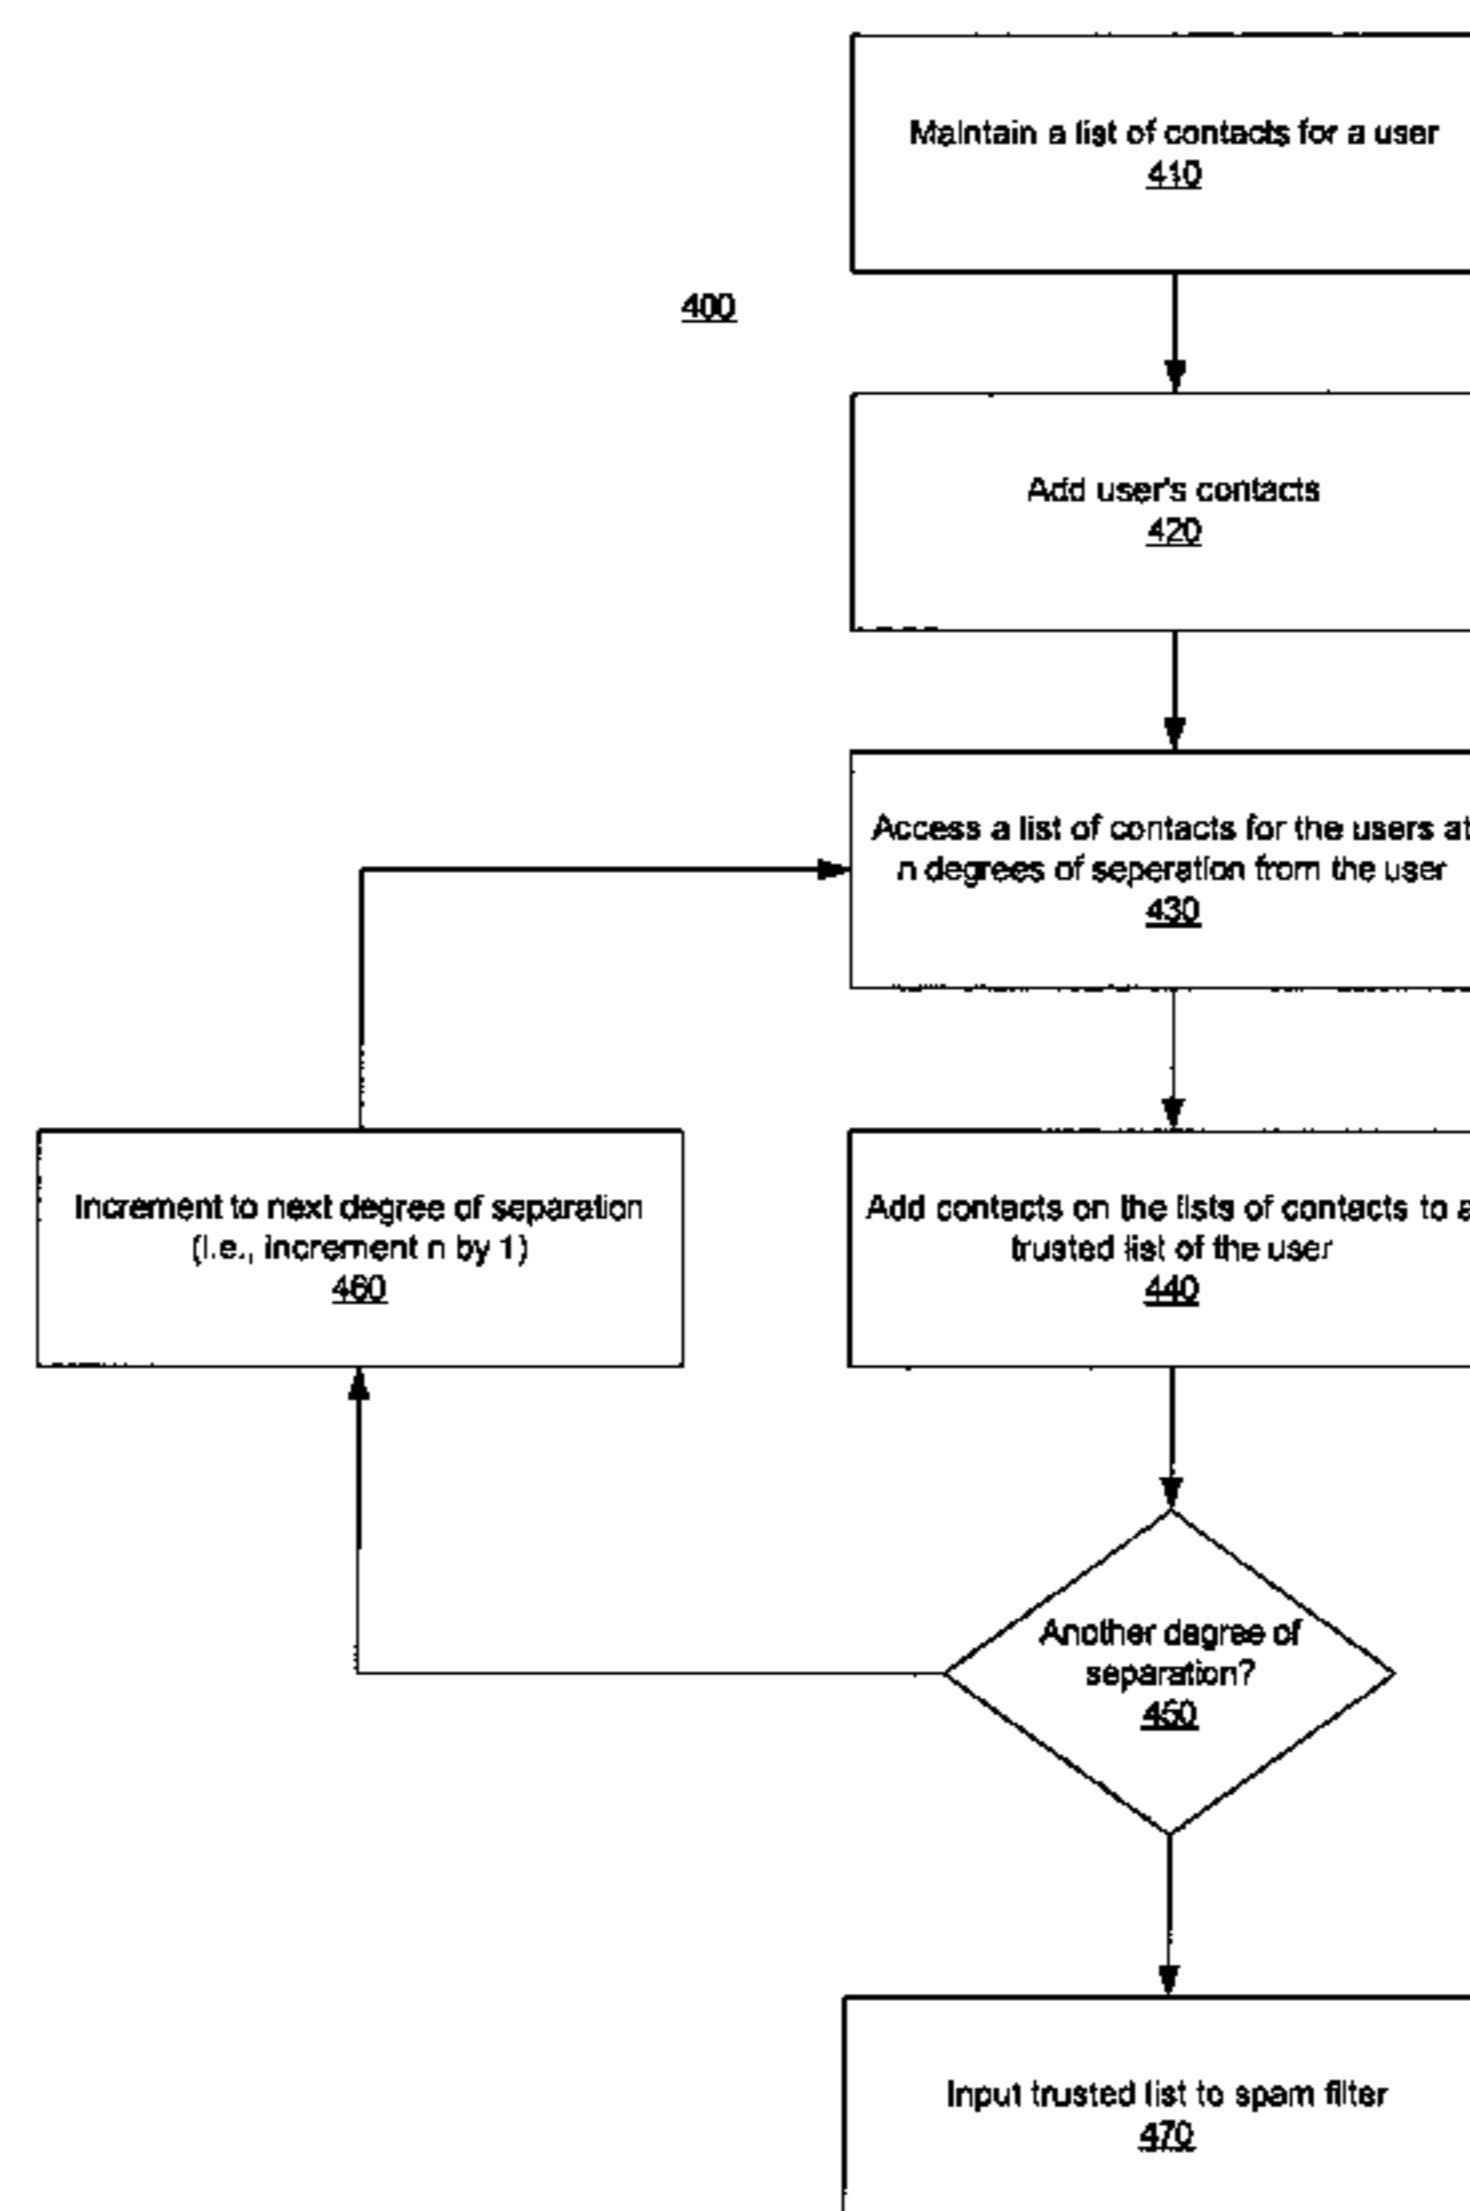 Maintain a list of contacts for a user
410
400
Add user's contacts
420
Access a list of contacts for the users at
n degrees of seperation from the user
430
Increment to next degree of separation
(i.e., increment n by 1)
460
Add contacts on the lists of contacts to a
trusted list of the user
440
Another degree of
separation?
450
Input trusted list to spam filter
470